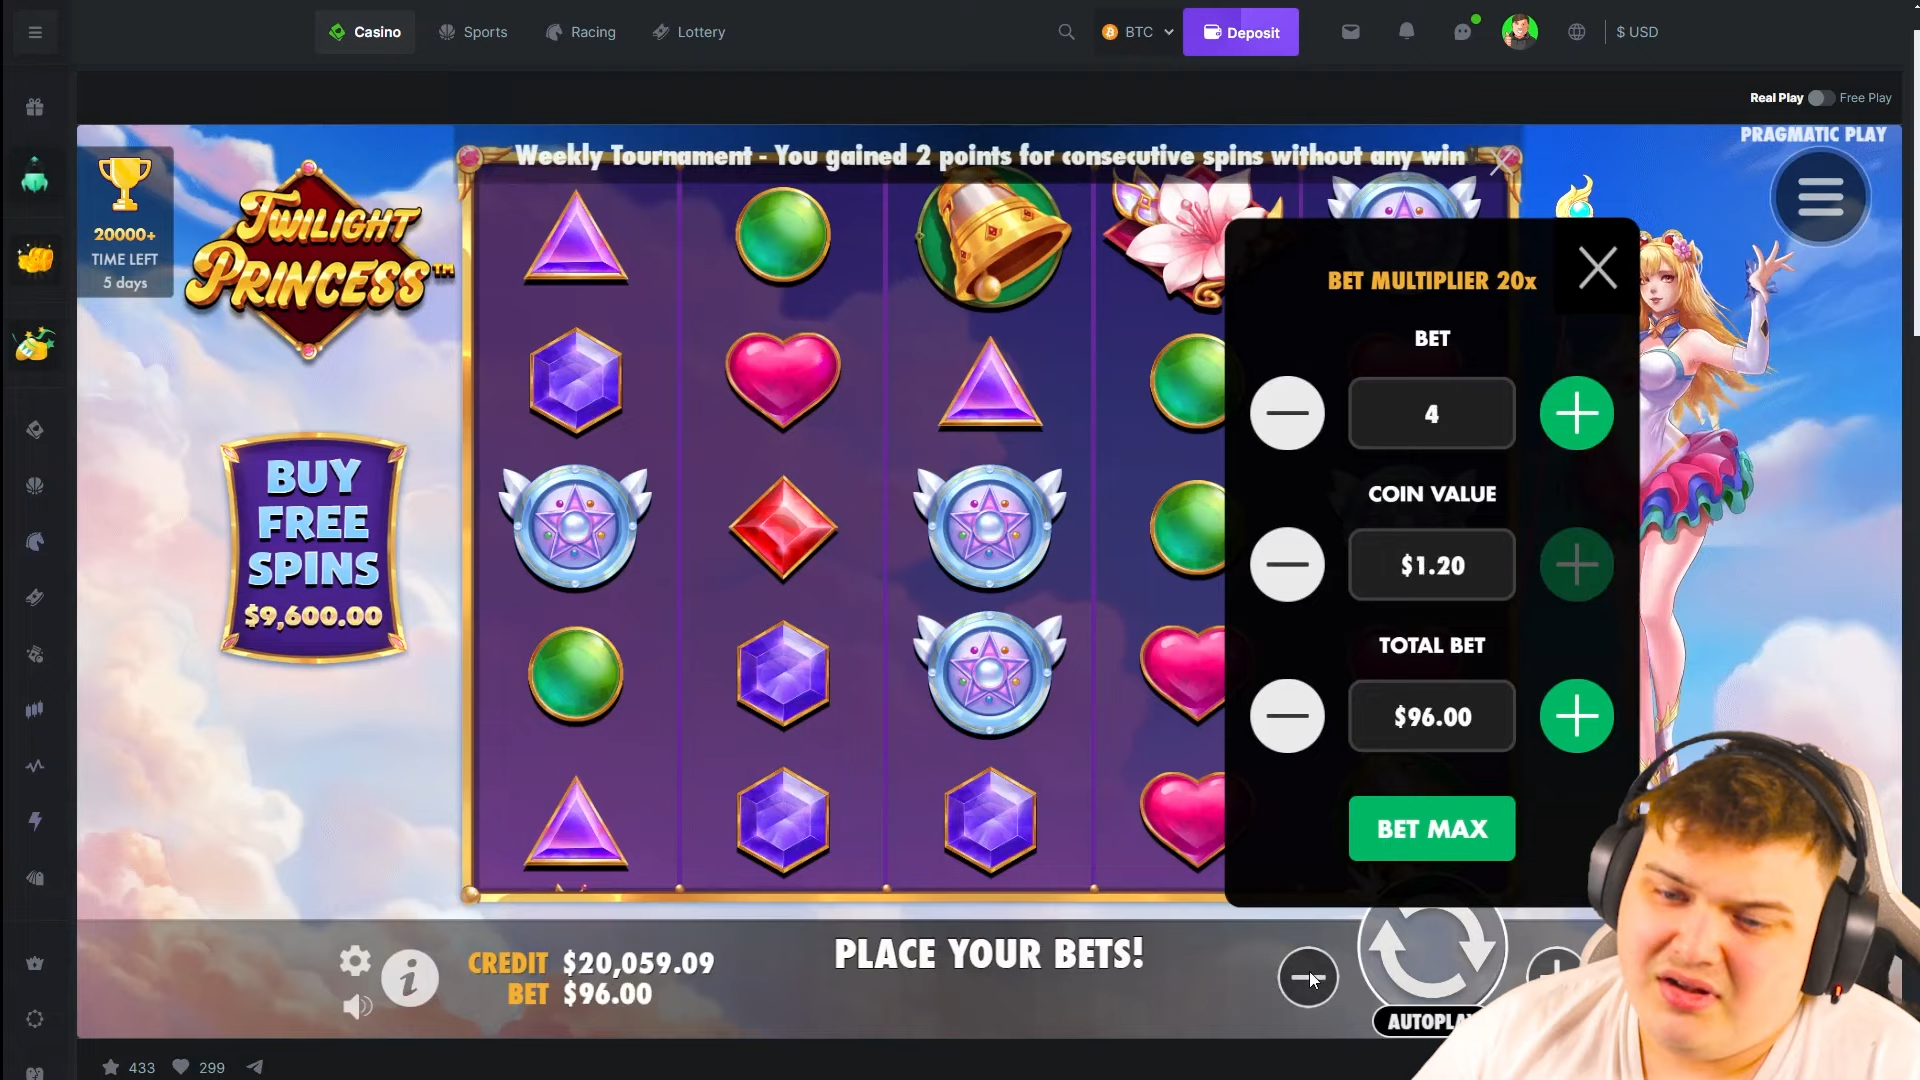 Casino
Sports
Racing
Lottery
BTC
Deposit
$ USD
Real Play
Free Play
PRAGMATIC PLAY
Weekly Tournament - You gained 2 points for consecutive spins without any win
20000+
TIME LEFT
5 days
TWILIGHT
PRINCESS™
BUY
FREE
SPINS
$9,600.00
BET MULTIPLIER 20x
BET
4
COIN VALUE
$1.20
TOTAL BET
$96.00
BET MAX
CREDIT $20,059.09
BET $96.00
PLACE YOUR BETS!
433
299